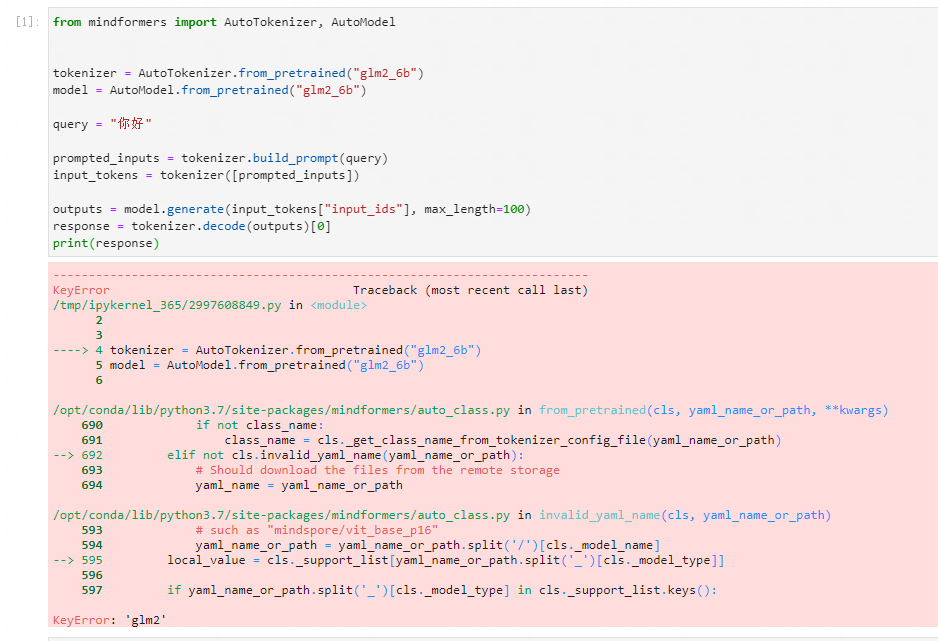 [1]: from mindformers import AutoTokenizer, AutoModel
tokenizer = AutoTokenizer.from_pretrained("glm2_6b")
model = AutoModel.from_pretrained("glm2_6b")
query = "你好"
prompted_inputs = tokenizer.build_prompt(query)
input_tokens = tokenizer([prompted_inputs])
outputs = model.generate(input_tokens["input_ids"], max_length=100)
response = tokenizer.decode(outputs)[0]
print(response)
---------------------------------------------------------------------------
KeyError                                  Traceback (most recent call last)
/tmp/ipykernel_365/2997608849.py in <module>
      2
      3
----> 4 tokenizer = AutoTokenizer.from_pretrained("glm2_6b")
      5 model = AutoModel.from_pretrained("glm2_6b")
      6
/opt/conda/lib/python3.7/site-packages/mindformers/auto_class.py in from_pretrained(cls, yaml_name_or_path, **kwargs)
    690             if not class_name:
    691                 class_name = cls._get_class_name_from_tokenizer_config_file(yaml_name_or_path)
--> 692         elif not cls.invalid_yaml_name(yaml_name_or_path):
    693             # Should download the files from the remote storage
    694             yaml_name = yaml_name_or_path
/opt/conda/lib/python3.7/site-packages/mindformers/auto_class.py in invalid_yaml_name(cls, yaml_name_or_path)
    593             # such as "mindspore/vit_base_p16"
    594             yaml_name_or_path = yaml_name_or_path.split('/')[cls._model_name]
--> 595         local_value = cls._support_list[yaml_name_or_path.split('_')[cls._model_type]]
    596
    597         if yaml_name_or_path.split('_')[cls._model_type] in cls._support_list.keys():
KeyError: 'glm2'